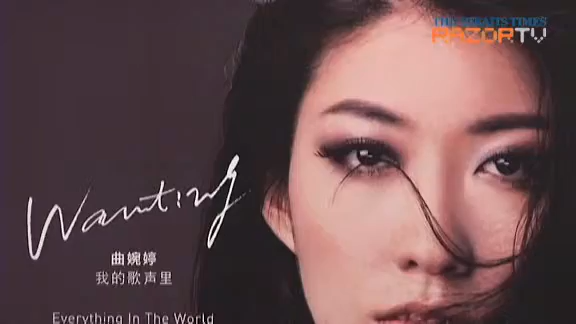 THE STRAITS TIMES
RAZORTV
Wanting
曲婉婷
我的歌声里
Everything In The World